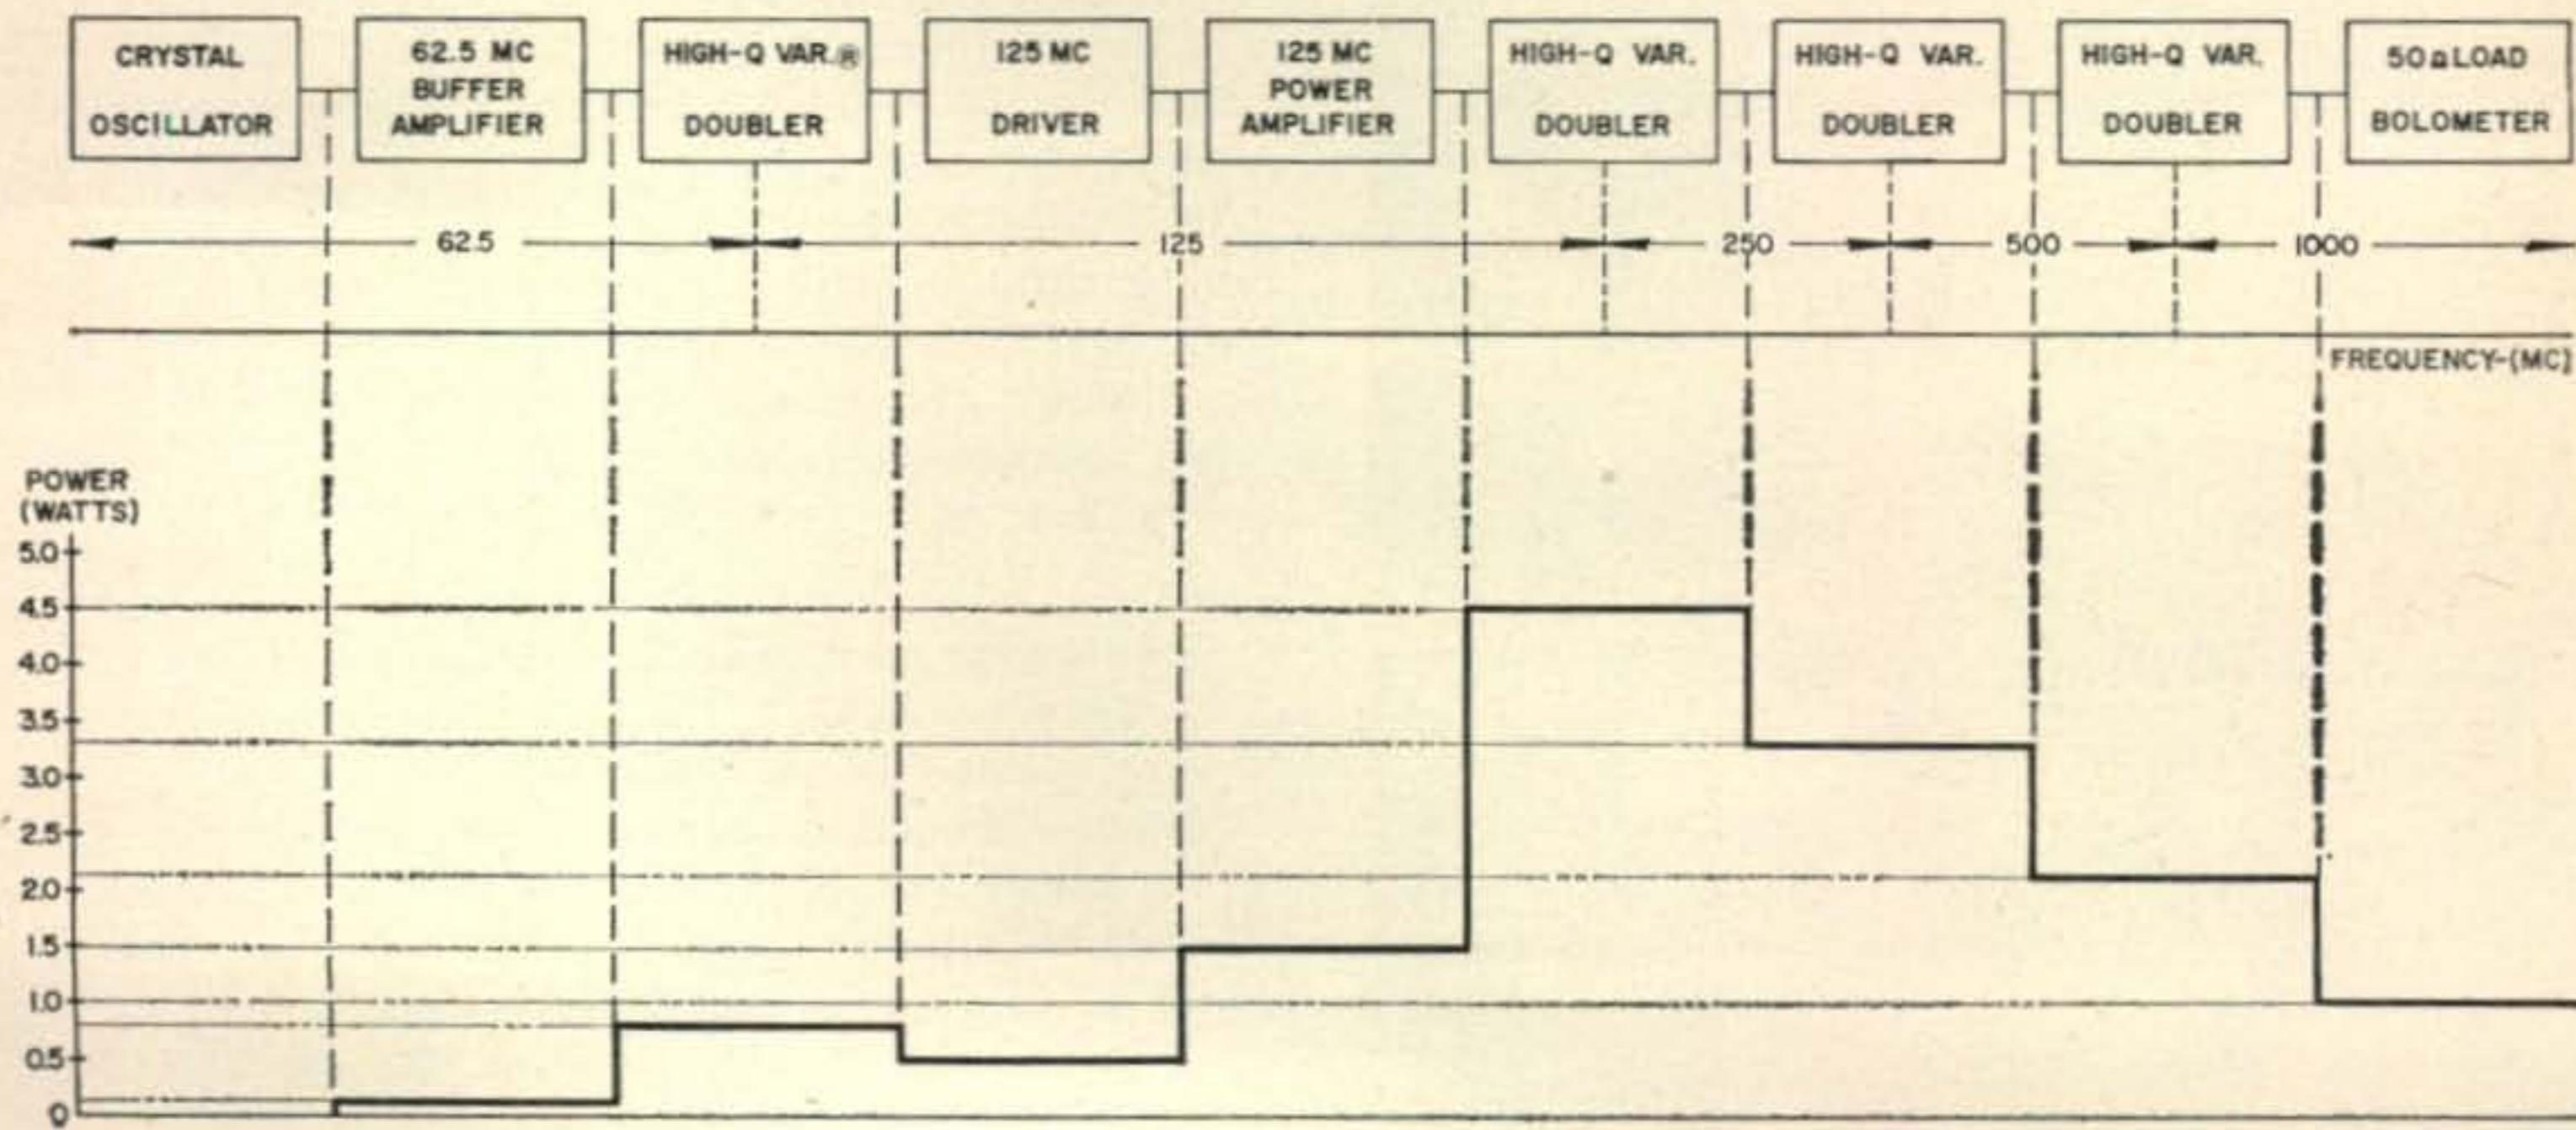 CRYSTAL
OSCILLATOR
62.5 MC
BUFFER
AMPLIFIER
HIGH-Q VAR.®
DOUBLER
125 MC
DRIVER
125 MC
POWER
AMPLIFIER
HIGH-Q VAR.
DOUBLER
HIGH-Q VAR.
DOUBLER
HIGH-Q VAR.
DOUBLER
50Ω LOAD
BOLOMETER
62.5
125
250
500
1000
FREQUENCY-(MC)
POWER
(WATTS)
5.0
4.5
4.0
3.5
3.0
2.5
2.0
1.5
1.0
0.5
0